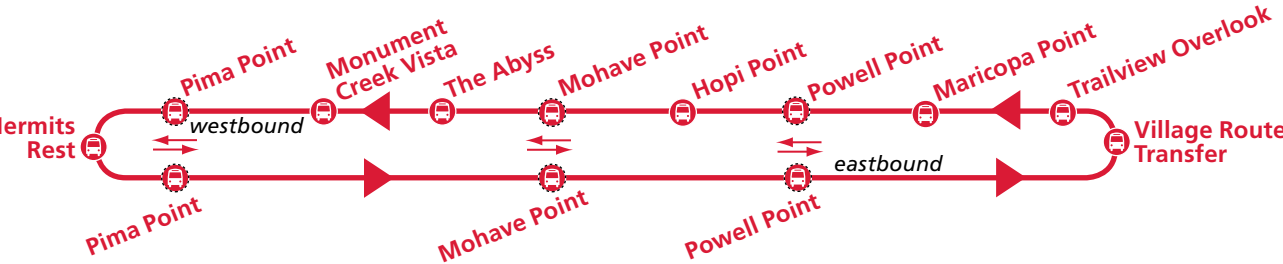 Pima Point
Monument
Creek Vista
The Abyss
Mohave Point
Hopi Point
Powell Point
Maricopa Point
Trailview Overlook
westbound
Hermits
Rest
Village Route
Transfer
eastbound
Pima Point
Mohave Point
Powell Point